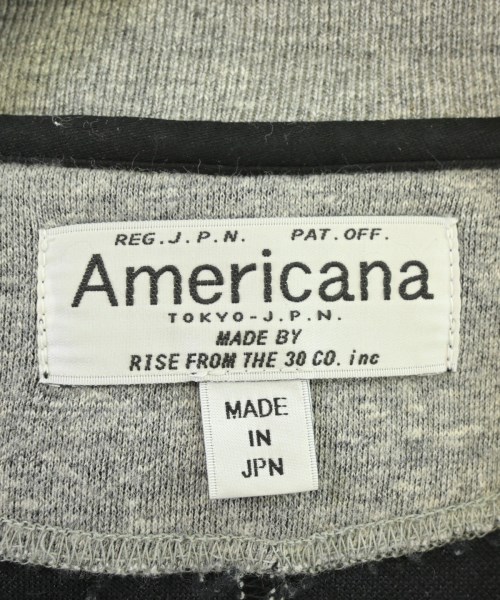 REG.J.P.N. PAT.OFF.
Americana
TOKYO-J.P.N.
MADE BY
RISE FROM THE 30 CO. inc
MADE
IN
JPN